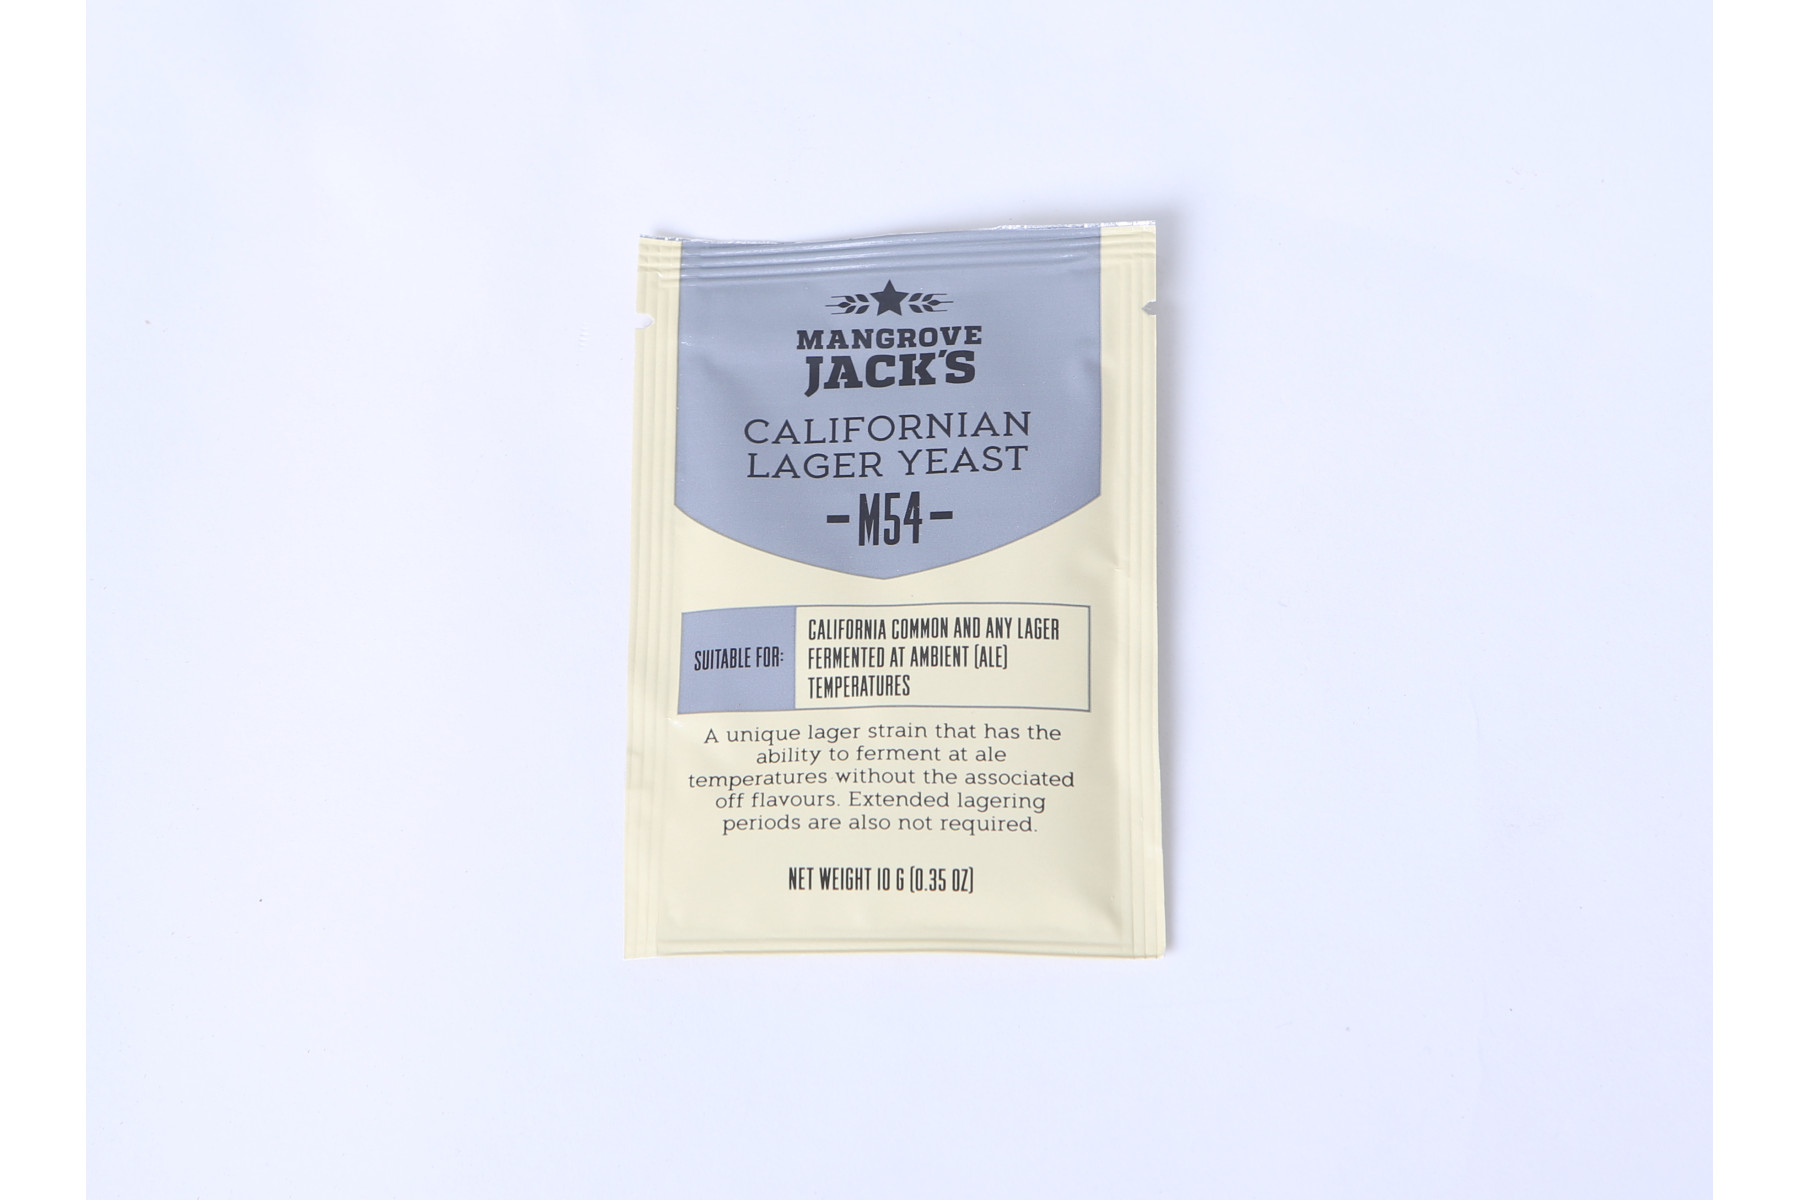 MANGROVE
JACK'S
CALIFORNIAN
LAGER YEAST
-M54-
SUITABLE FOR:
CALIFORNIA COMMON AND ANY LAGER
FERMENTED AT AMBIENT (ALE)
TEMPERATURES
A unique lager strain that has the
ability to ferment at ale
temperatures without the associated
off flavours. Extended lagering
periods are also not required.
NET WEIGHT 10 G (0.35 OZ)